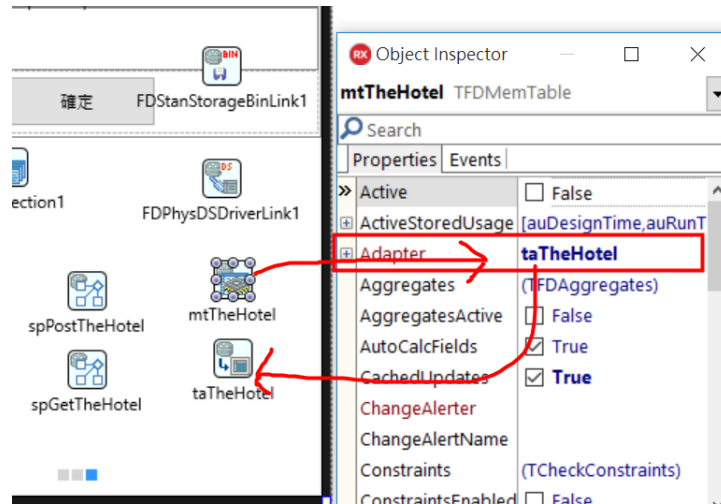 BIN
確定
FDStanStorageBinLink1
DS
ection1
FDPhysDSDriverLink1
mtTheHotel
spPostTheHotel
taTheHotel
spGetTheHotel
RX Object Inspector
mtTheHotel TFDMemTable
Search
Properties Events
Active False
ActiveStoredUsage [auDesignTime,auRunT
Adapter taTheHotel
Aggregates (TFDAggregates)
AggregatesActive False
AutoCalcFields True
CachedUpdates True
ChangeAlerter
ChangeAlertName
Constraints (TCheckConstraints)
ConstraintsEnabled False